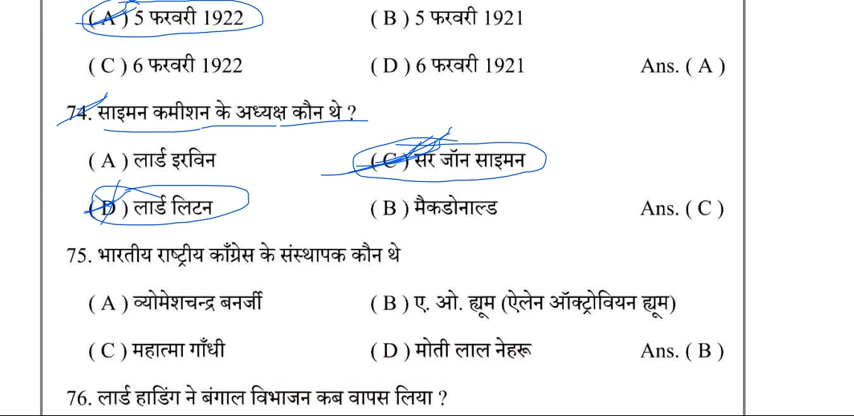 ( A ) 5 फरवरी 1922 ( B ) 5 फरवरी 1921
( C ) 6 फरवरी 1922 ( D ) 6 फरवरी 1921 Ans. ( A )
74. साइमन कमीशन के अध्यक्ष कौन थे ?
( A ) लार्ड इरविन ( C ) सर जॉन साइमन
( D ) लार्ड लिटन ( B ) मैकडोनाल्ड Ans. ( C )
75. भारतीय राष्ट्रीय काँग्रेस के संस्थापक कौन थे
( A ) व्योमेशचन्द्र बनर्जी ( B ) ए. ओ. ह्यूम (ऐलेन ऑक्ट्रोवियन ह्यूम)
( C ) महात्मा गाँधी ( D ) मोती लाल नेहरू Ans. ( B )
76. लार्ड हार्डिग ने बंगाल विभाजन कब वापस लिया ?